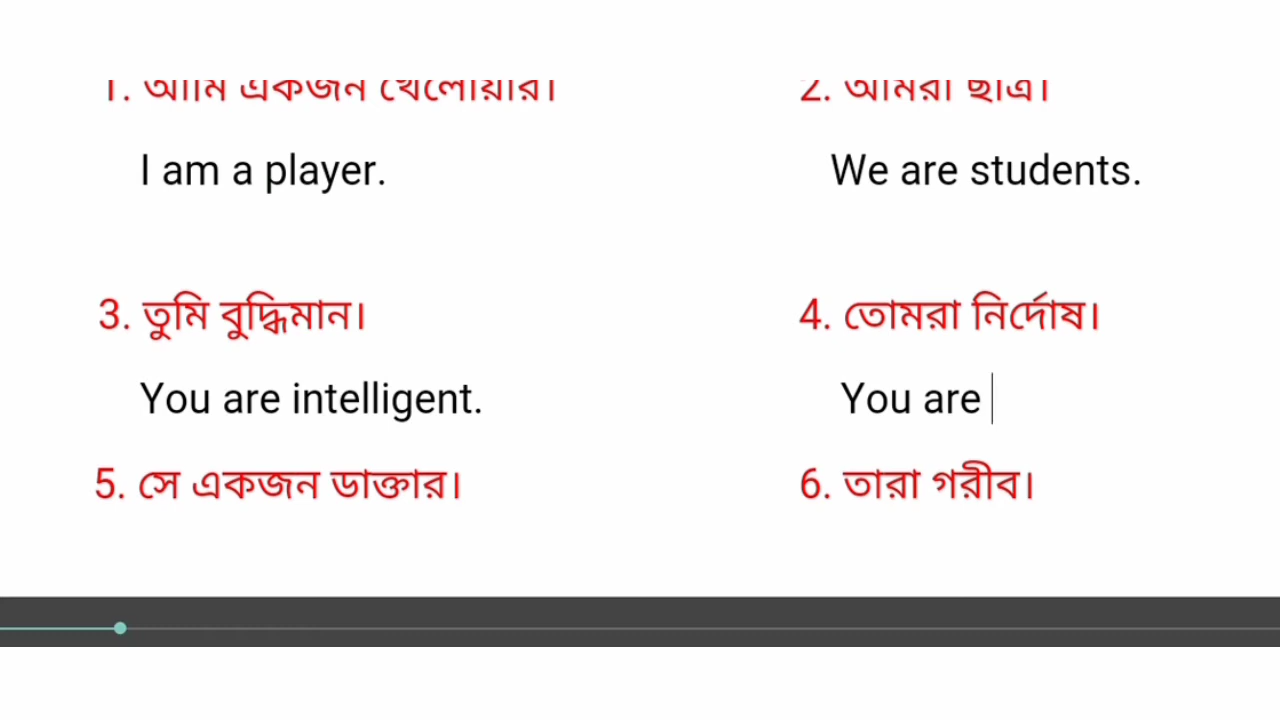 1. আমি একজন খেলোয়ার।
2. আমরা ছাত্র।
I am a player.
We are students.
3. তুমি বুদ্ধিমান।
4. তোমরা নির্দোষ।
You are intelligent.
You are
5. সে একজন ডাক্তার।
6. তারা গরীব।